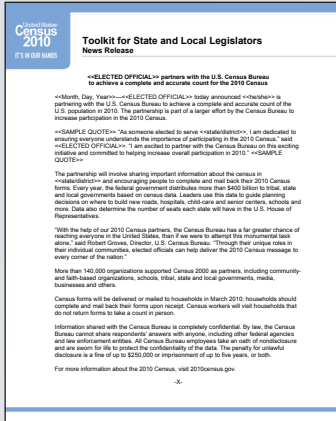 United States®
Census
2010
IT'S IN OUR HANDS
Toolkit for State and Local Legislators
News Release
<<ELECTED OFFICIAL>> partners with the U.S. Census Bureau
to achieve a complete and accurate count for the 2010 Census
<<Month, Day, Year>>—<<ELECTED OFFICIAL>> today announced <<he/she>> is
partnering with the U.S. Census Bureau to achieve a complete and accurate count of the
U.S. population in 2010. The partnership is part of a larger effort by the Census Bureau to
increase participation in the 2010 Census.
<<SAMPLE QUOTE>> "As someone elected to serve <<state/district>>, I am dedicated to
ensuring everyone understands the importance of participating in the 2010 Census," said
<<ELECTED OFFICIAL>>. "I am excited to partner with the Census Bureau on this exciting
initiative and committed to helping increase overall participation in 2010." <<SAMPLE
QUOTE>>
The partnership will involve sharing important information about the census in
<<state/district>> and encouraging people to complete and mail back their 2010 Census
forms. Every year, the federal government distributes more than $400 billion to tribal, state
and local governments based on census data. Leaders use this data to guide planning
decisions on where to build new roads, hospitals, child-care and senior centers, schools and
more. Data also determine the number of seats each state will have in the U.S. House of
Representatives.
"With the help of our 2010 Census partners, the Census Bureau has a far greater chance of
reaching everyone in the United States, than if we were to attempt this monumental task
alone," said Robert Groves, Director, U.S. Census Bureau. "Through their unique roles in
their individual communities, elected officials can help deliver the 2010 Census message to
every corner of the nation."
More than 140,000 organizations supported Census 2000 as partners, including community-
and faith-based organizations, schools, tribal, state and local governments, media,
businesses and others.
Census forms will be delivered or mailed to households in March 2010; households should
complete and mail back their forms upon receipt. Census workers will visit households that
do not return forms to take a count in person.
Information shared with the Census Bureau is completely confidential. By law, the Census
Bureau cannot share respondents' answers with anyone, including other federal agencies
and law enforcement entities. All Census Bureau employees take an oath of nondisclosure
and are sworn for life to protect the confidentiality of the data. The penalty for unlawful
disclosure is a fine of up to $250,000 or imprisonment of up to five years, or both.
For more information about the 2010 Census, visit 2010census.gov.
-X-